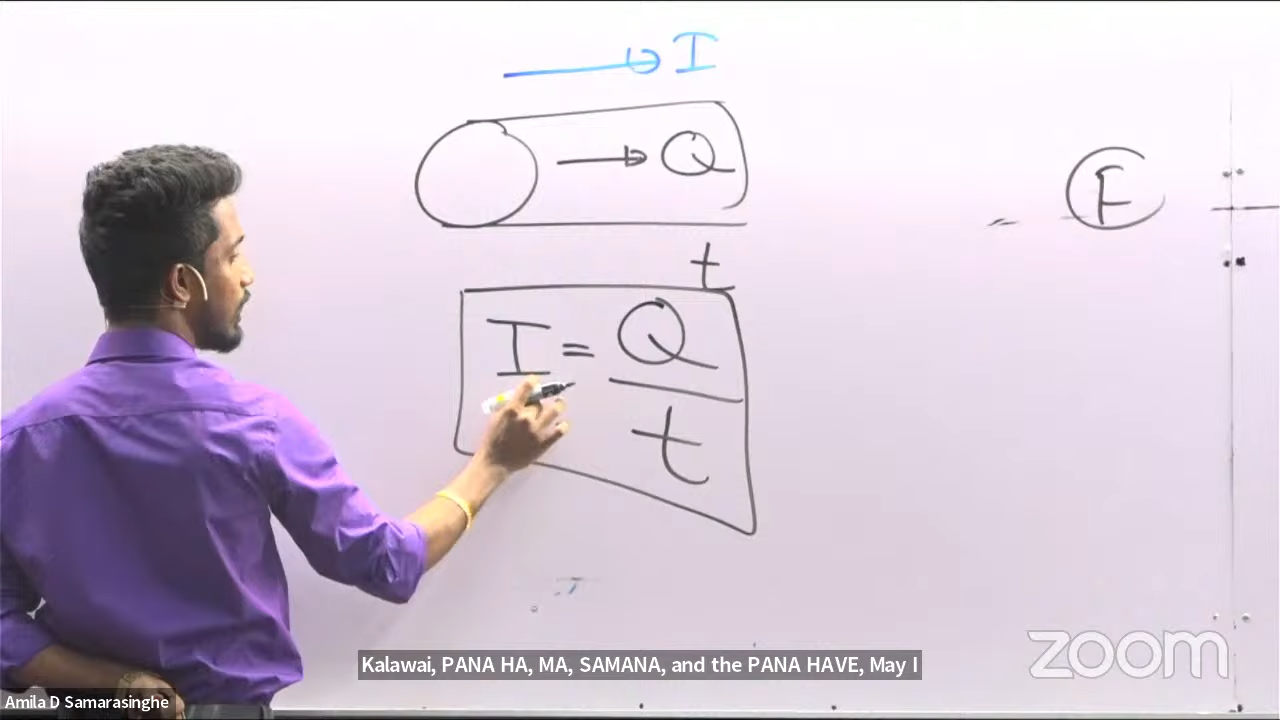 I
Q
F
t
I = Q/t
Kalawai, PANA HA, MA, SAMANA, and the PANA HAVE, May I
Amila D Samarasinghe
zoom